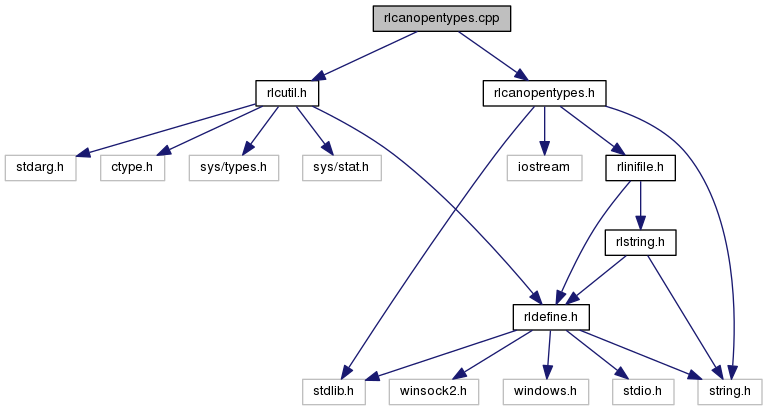 rlcanopentypes.cpp
rlcutil.h
rlcanopentypes.h
stdarg.h
ctype.h
sys/types.h
sys/stat.h
iostream
rlinifile.h
rlstring.h
rldefine.h
stdlib.h
winsock2.h
windows.h
stdio.h
string.h